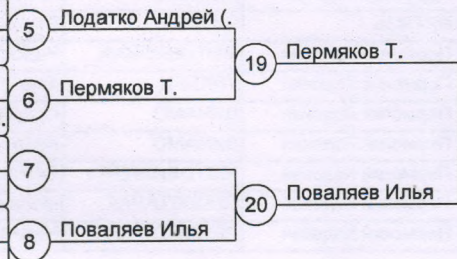 5 Лодатко Андрей (.
19 Пермяков Т.
6 Пермяков Т.
7
20 Поваляев Илья
8 Поваляев Илья